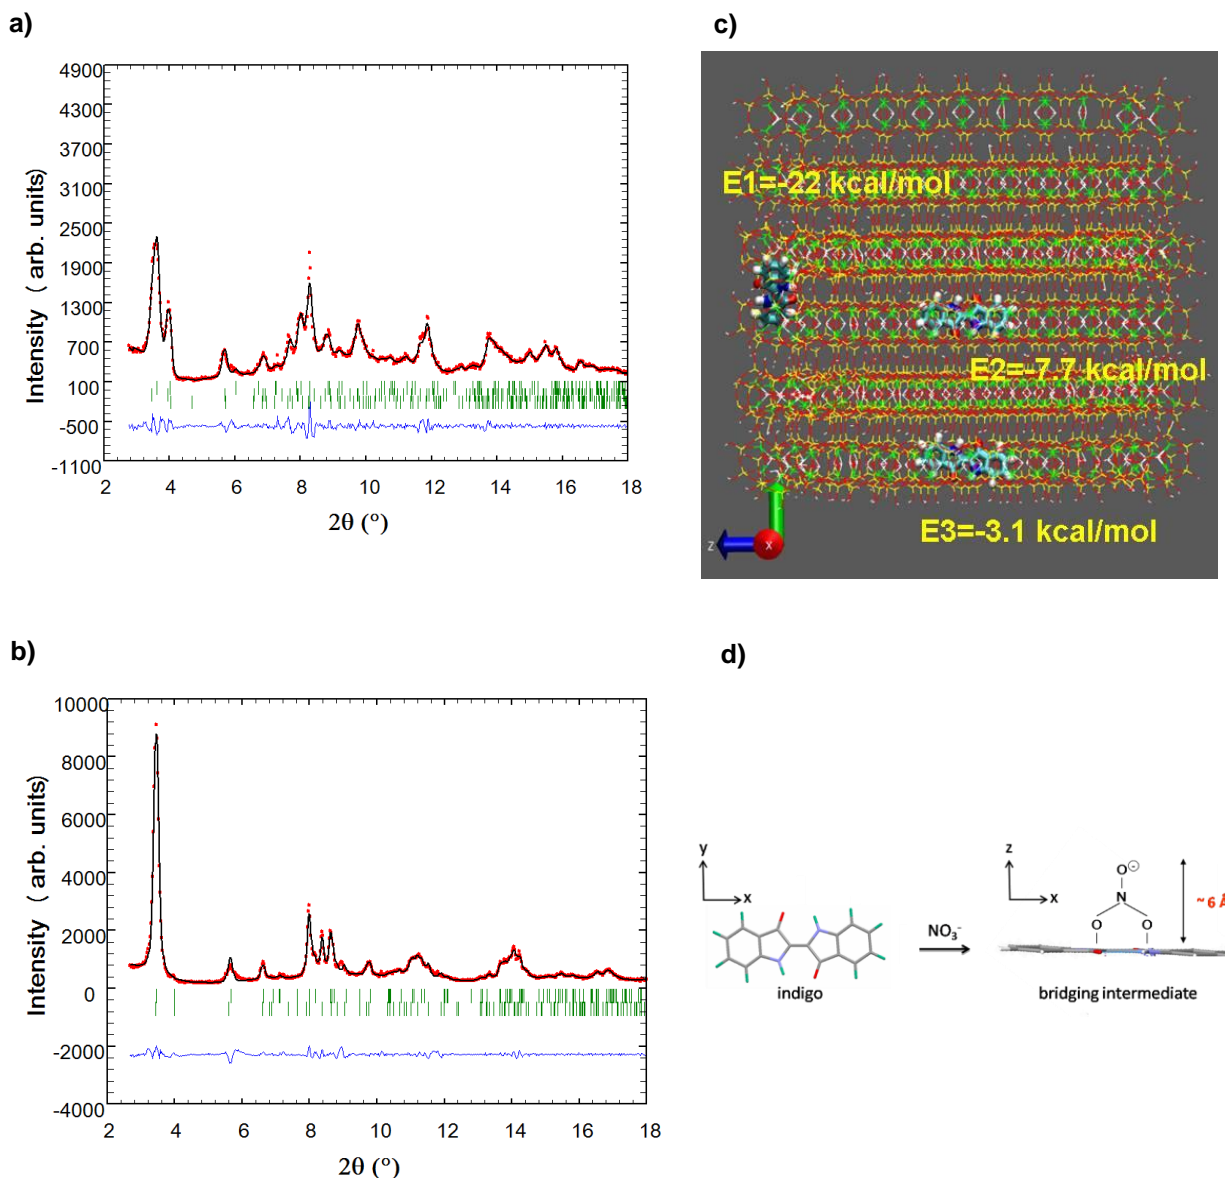 a)
4900
4300
3700
3100
2500
1900
1300
700
100
-500
-1100
Intensity ( arb. units)
2 4 6 8 10 12 14 16 18
2θ (°)
c)
E1=-22 kcal/mol
E2=-7.7 kcal/mol
E3=-3.1 kcal/mol
z
x
b)
10000
8000
6000
4000
2000
0
-2000
-4000
Intensity ( arb. units)
2 4 6 8 10 12 14 16 18
2θ (°)
d)
y
x
indigo
NO₃⁻
z
x
O⊖
N
O O
~6 Å
bridging intermediate